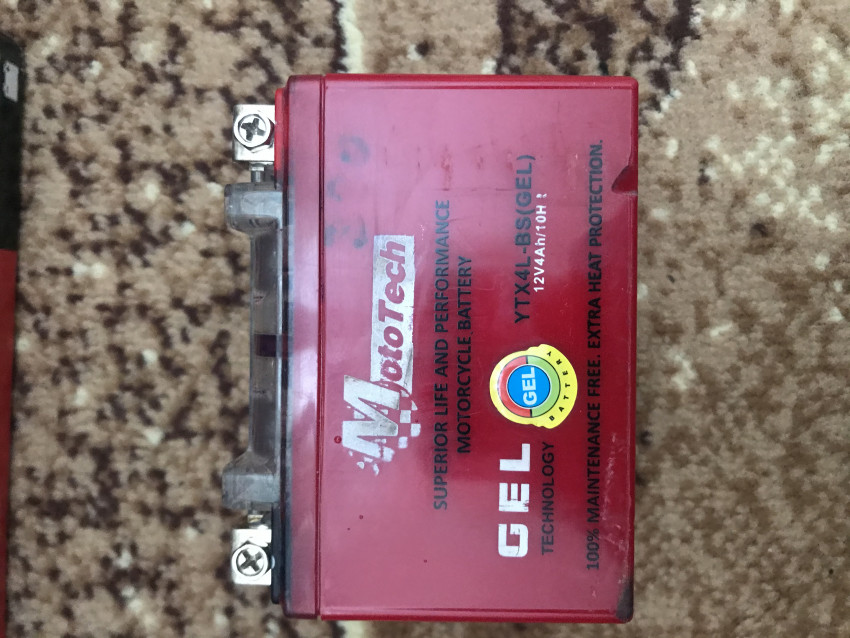 MotoTech
SUPERIOR LIFE AND PERFORMANCE
MOTORCYCLE BATTERY
GEL
TECHNOLOGY
GEL
BATTERY
YTX4L-BS(GEL)
12V4Ah/10H
100% MAINTENANCE FREE. EXTRA HEAT PROTECTION.